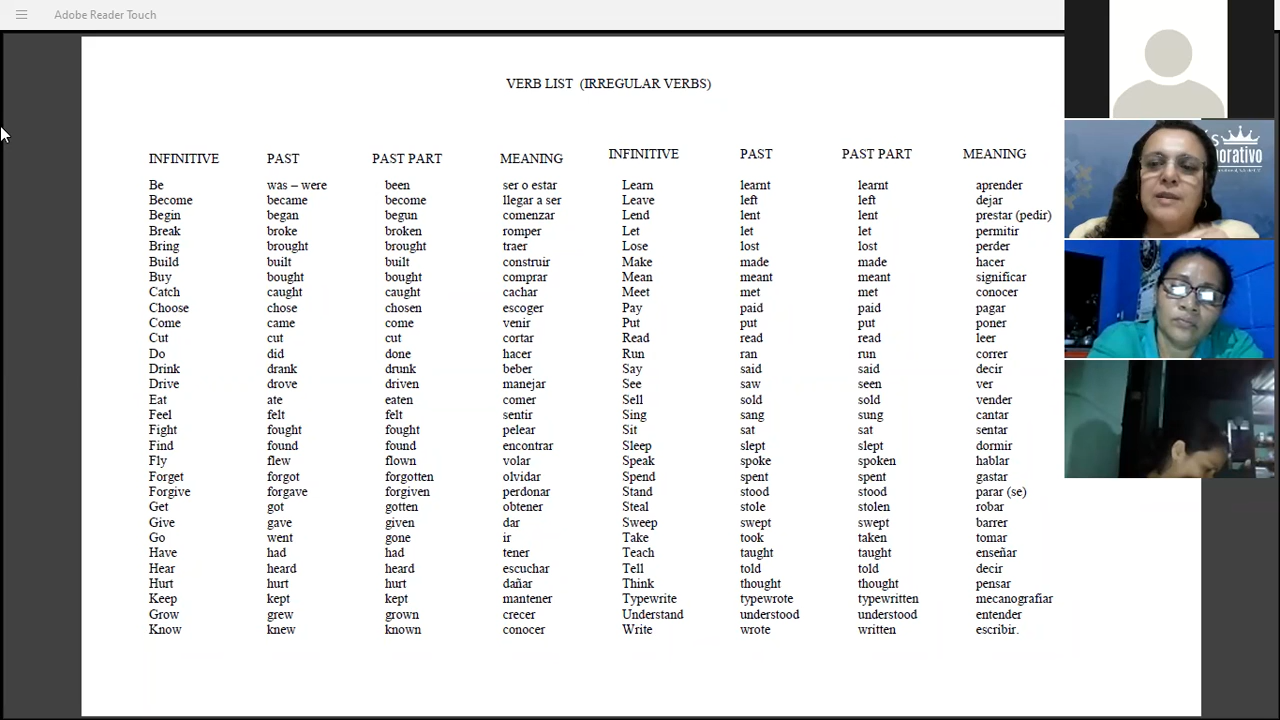 Adobe Reader Touch
VERB LIST (IRREGULAR VERBS)
INFINITIVE PAST PAST PART MEANING INFINITIVE PAST PAST PART MEANING
Be was – were been ser o estar Learn learnt learnt aprender
Become became become llegar a ser Leave left left dejar
Begin began begun comenzar Lend lent lent prestar (pedir)
Break broke broken romper Let let let permitir
Bring brought brought traer Lose lost lost perder
Build built built construir Make made made hacer
Buy bought bought comprar Mean meant meant significar
Catch caught caught cachar Meet met met conocer
Choose chose chosen escoger Pay paid paid pagar
Come came come venir Put put put poner
Cut cut cut cortar Read read read leer
Do did done hacer Run ran run correr
Drink drank drunk beber Say said said decir
Drive drove driven manejar See saw seen ver
Eat ate eaten comer Sell sold sold vender
Feel felt felt sentir Sing sang sung cantar
Fight fought fought pelear Sit sat sat sentar
Find found found encontrar Sleep slept slept dormir
Fly flew flown volar Speak spoke spoken hablar
Forget forgot forgotten olvidar Spend spent spent gastar
Forgive forgave forgiven perdonar Stand stood stood parar (se)
Get got gotten obtener Steal stole stolen robar
Give gave given dar Sweep swept swept barrer
Go went gone ir Take took taken tomar
Have had had tener Teach taught taught enseñar
Hear heard heard escuchar Tell told told decir
Hurt hurt hurt dañar Think thought thought pensar
Keep kept kept mantener Typewrite typewrote typewritten mecanografiar
Grow grew grown crecer Understand understood understood entender
Know knew known conocer Write wrote written escribir.